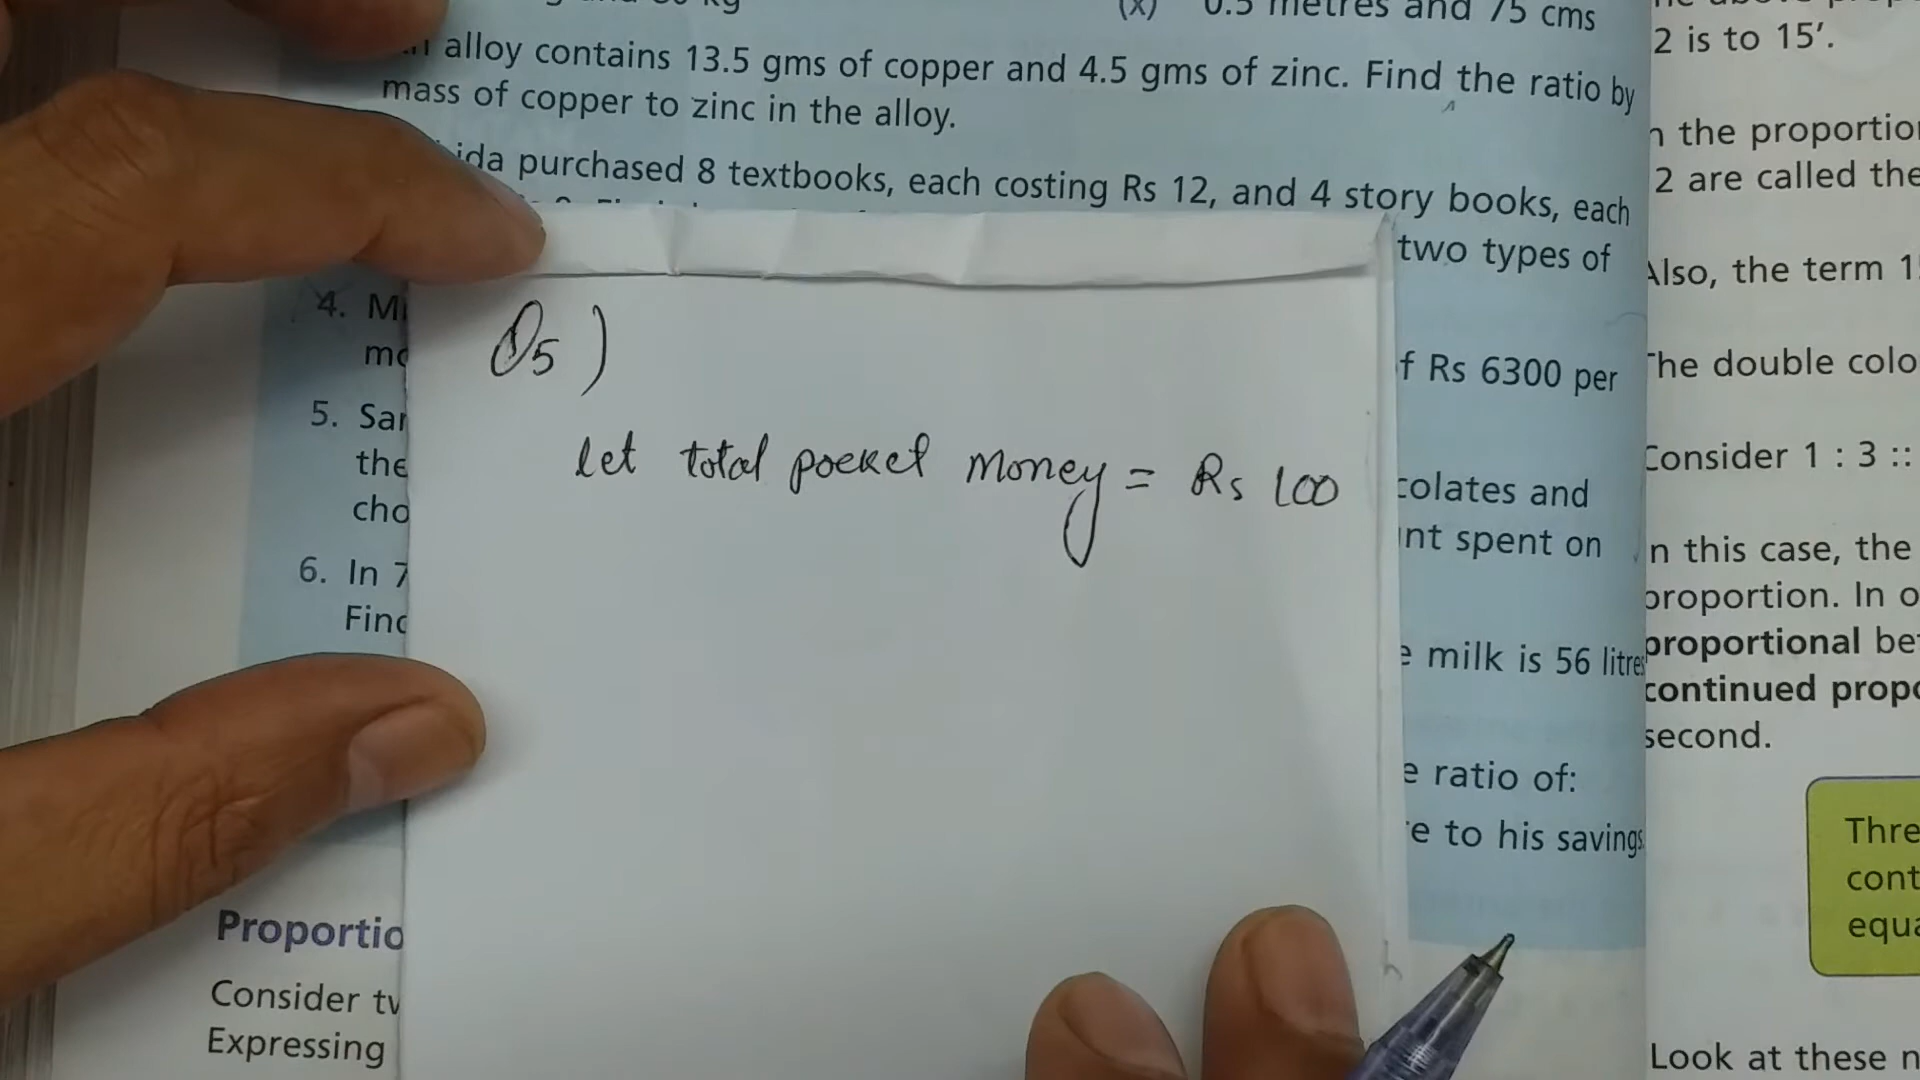 kg
(x) 0.5 metres and 75 cms
alloy contains 13.5 gms of copper and 4.5 gms of zinc. Find the ratio by
mass of copper to zinc in the alloy.
ida purchased 8 textbooks, each costing Rs 12, and 4 story books, each
two types of
4. M
mo
f Rs 6300 per
5. Sar
the
cho
colates and
nt spent on
6. In 7
Find
e milk is 56 litres
e ratio of:
e to his savings
Q5)
let total pocket money = Rs 100
Proportio
Consider tw
Expressing
2 is to 15'.
n the proportion
2 are called the
Also, the term 1
The double colo
Consider 1 : 3 ::
n this case, the
proportion. In o
proportional be
continued propo
second.
Thre
cont
equa
Look at these n